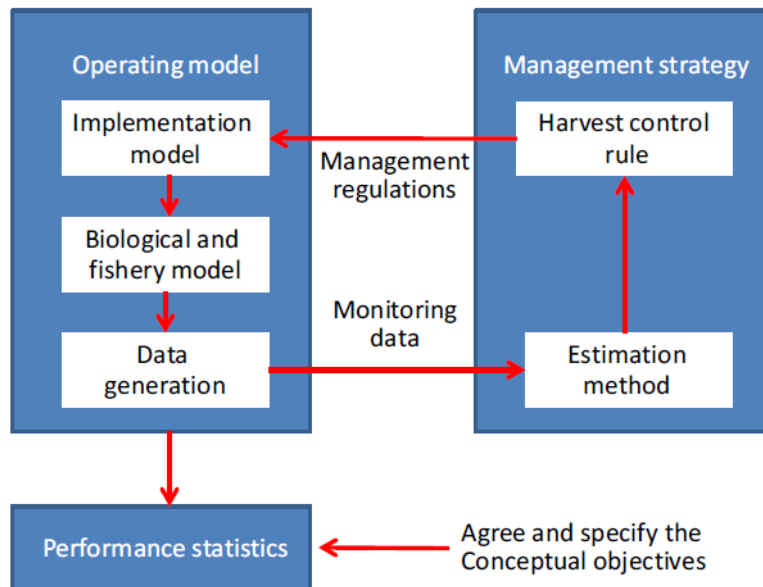 Operating model
Implementation
model
Biological and
fishery model
Data
generation
Management
regulations
Monitoring
data
Management strategy
Harvest control
rule
Estimation
method
Performance statistics
Agree and specify the
Conceptual objectives